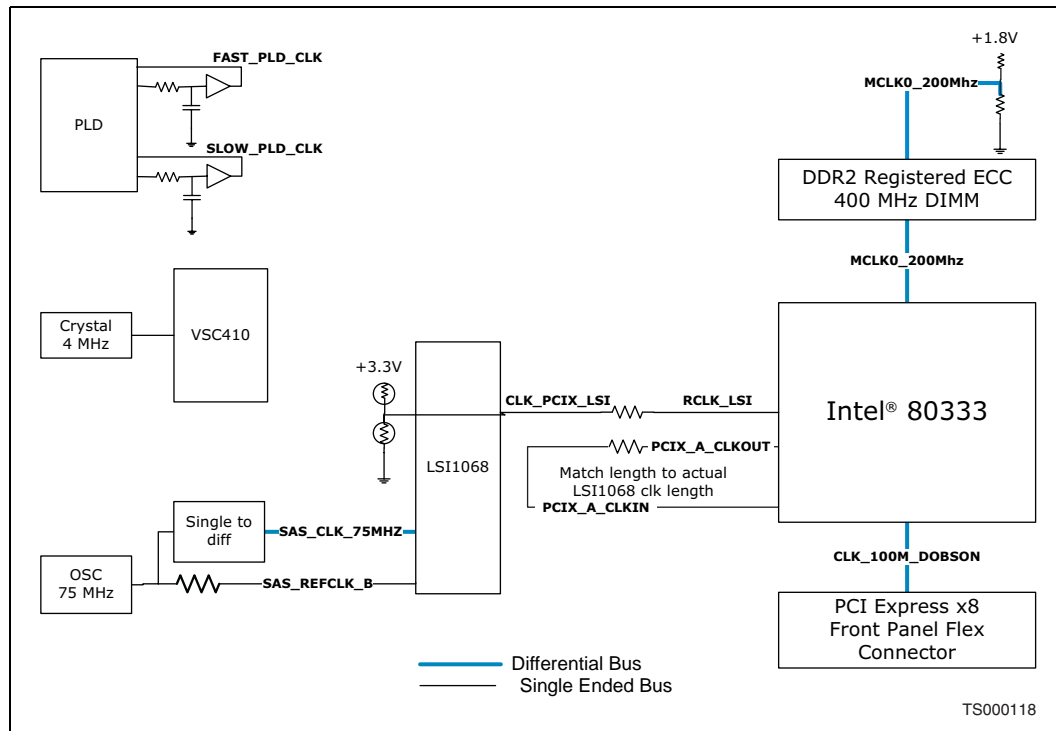 FAST_PLD_CLK
PLD
SLOW_PLD_CLK
+1.8V
MCLK0_200Mhz
DDR2 Registered ECC
400 MHz DIMM
MCLK0_200Mhz
Crystal
4 MHz
VSC410
+3.3V
LSI1068
CLK_PCIX_LSI
RCLK_LSI
Intel® 80333
PCIX_A_CLKOUT
Match length to actual
LSI1068 clk length
PCIX_A_CLKIN
Single to
diff
SAS_CLK_75MHZ
OSC
75 MHz
SAS_REFCLK_B
CLK_100M_DOBSON
PCI Express x8
Front Panel Flex
Connector
Differential Bus
Single Ended Bus
TS000118